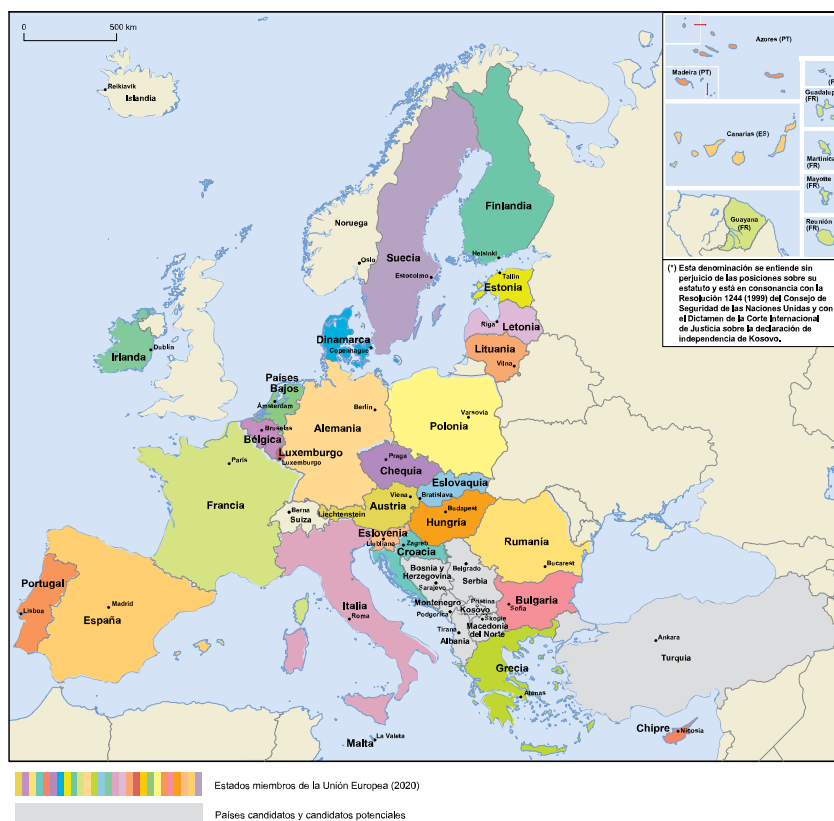 0 500 km
Reikiavik
Islandia
Azores (PT)
Madeira (PT)
Guadalup
(FR)
Canarias (ES)
Martinica
(FR)
Mayotte
(FR)
Guayana
(FR)
Reunión
(FR)
(*) Esta denominación se entiende sin
perjuicio de las posiciones sobre su
estatuto y está en consonancia con la
Resolución 1244 (1999) del Consejo de
Seguridad de las Naciones Unidas y con
el Dictamen de la Corte Internacional
de Justicia sobre la declaración de
independencia de Kosovo.
Finlandia
Helsinki
Noruega
Oslo
Suecia
Estocolmo
Tallin
Estonia
Riga
Letonia
Lituania
Vilna
Dinamarca
Copenhague
Dublín
Irlanda
Países
Bajos
Ámsterdam
Berlín
Alemania
Varsovia
Polonia
Bruselas
Bélgica
Luxemburgo
Luxemburgo
París
Francia
Praga
Chequia
Eslovaquia
Bratislava
Viena
Austria
Liechtenstein
Berna
Suiza
Budapest
Hungría
Eslovenia
Liubliana
Zagreb
Croacia
Rumanía
Bucarest
Bosnia y
Herzegovina
Sarajevo
Belgrado
Serbia
Montenegro
Podgorica
Pristina
Kosovo
Sofía
Bulgaria
Skopie
Macedonia
del Norte
Tirana
Albania
Portugal
Lisboa
Madrid
España
Italia
Roma
Grecia
Atenas
Ankara
Turquía
La Valeta
Malta
Chipre
Nicosia
Estados miembros de la Unión Europea (2020)
Países candidatos y candidatos potenciales